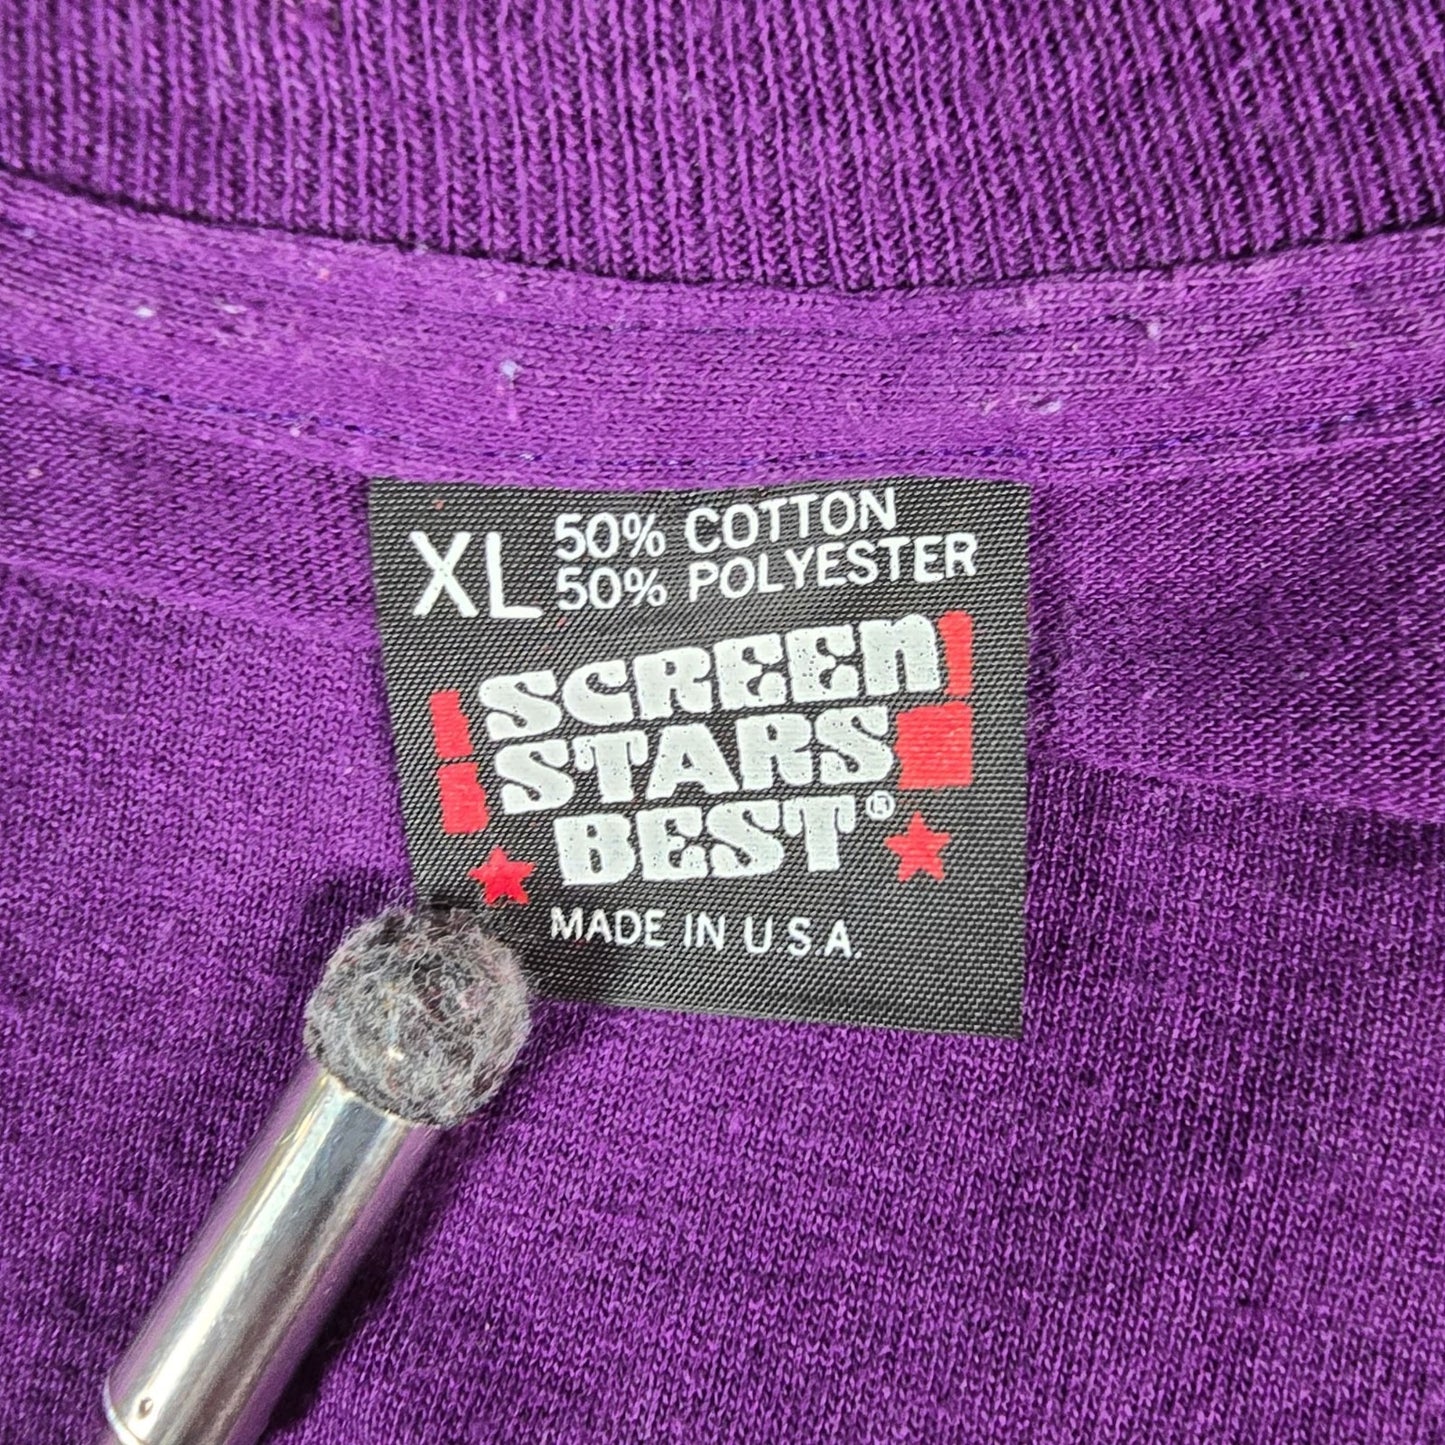 XL 50% COTTON
50% POLYESTER
SCREEN
STARS
BEST®
MADE IN U.S.A.